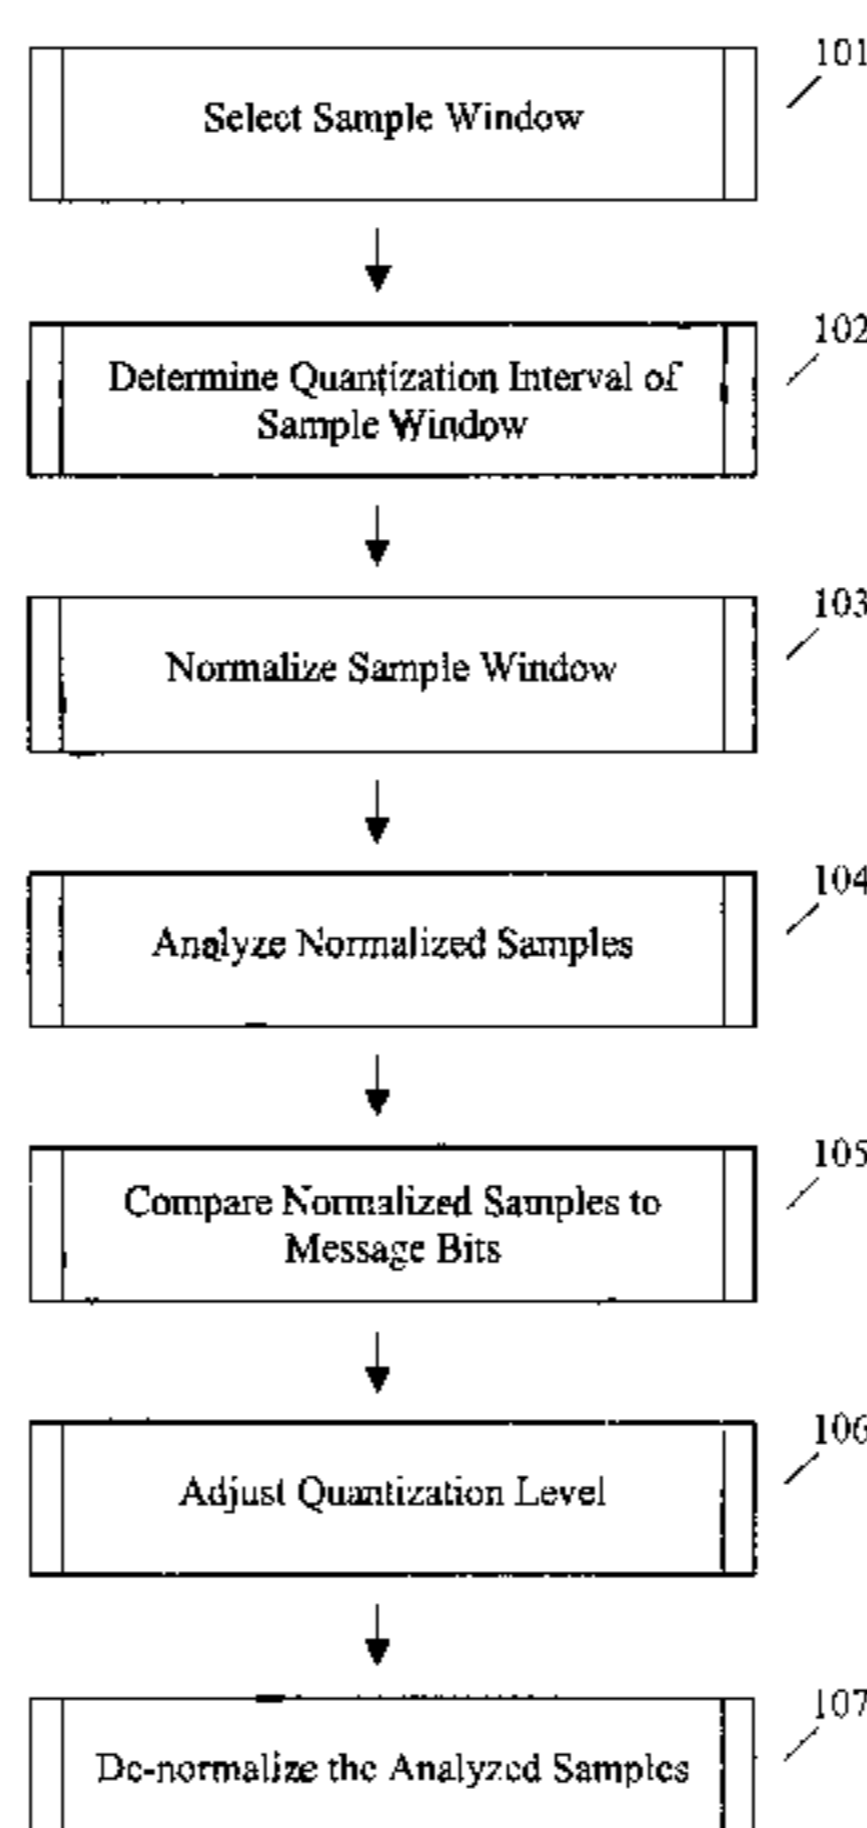 101
Select Sample Window
102
Determine Quantization Interval of
Sample Window
103
Normalize Sample Window
104
Analyze Normalized Samples
105
Compare Normalized Samples to
Message Bits
106
Adjust Quantization Level
107
De-normalize the Analyzed Samples